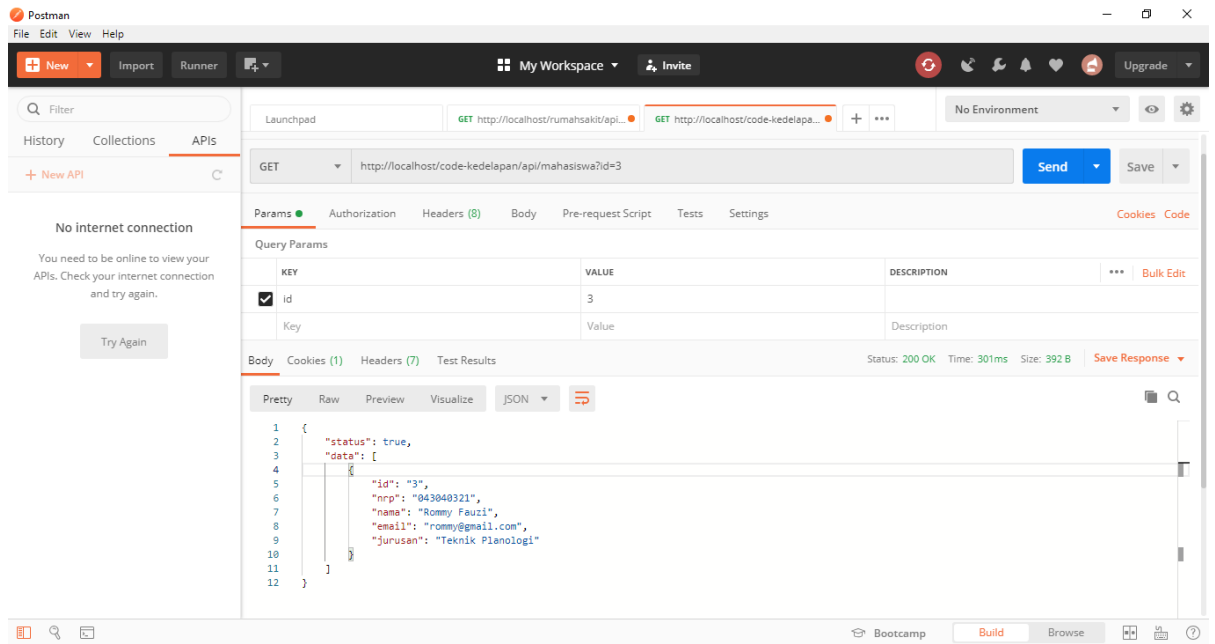 Postman
File Edit View Help
New Import Runner My Workspace Invite Upgrade
Filter
History Collections APIs
+ New API
No internet connection
You need to be online to view your
APIs. Check your internet connection
and try again.
Try Again
Launchpad GET http://localhost/rumahsakit/api... GET http://localhost/code-kedelapa... + ••• No Environment
GET http://localhost/code-kedelapan/api/mahasiswa?id=3 Send Save
Params Authorization Headers (8) Body Pre-request Script Tests Settings Cookies Code
Query Params
KEY VALUE DESCRIPTION ••• Bulk Edit
id 3
Key Value Description
Body Cookies (1) Headers (7) Test Results Status: 200 OK Time: 301ms Size: 392 B Save Response
Pretty Raw Preview Visualize JSON
1 {
2 "status": true,
3 "data": [
4 {
5 "id": "3",
6 "nrp": "043040321",
7 "nama": "Rommy Fauzi",
8 "email": "rommy@gmail.com",
9 "jurusan": "Teknik Planologi"
10 }
11 ]
12 }
Bootcamp Build Browse